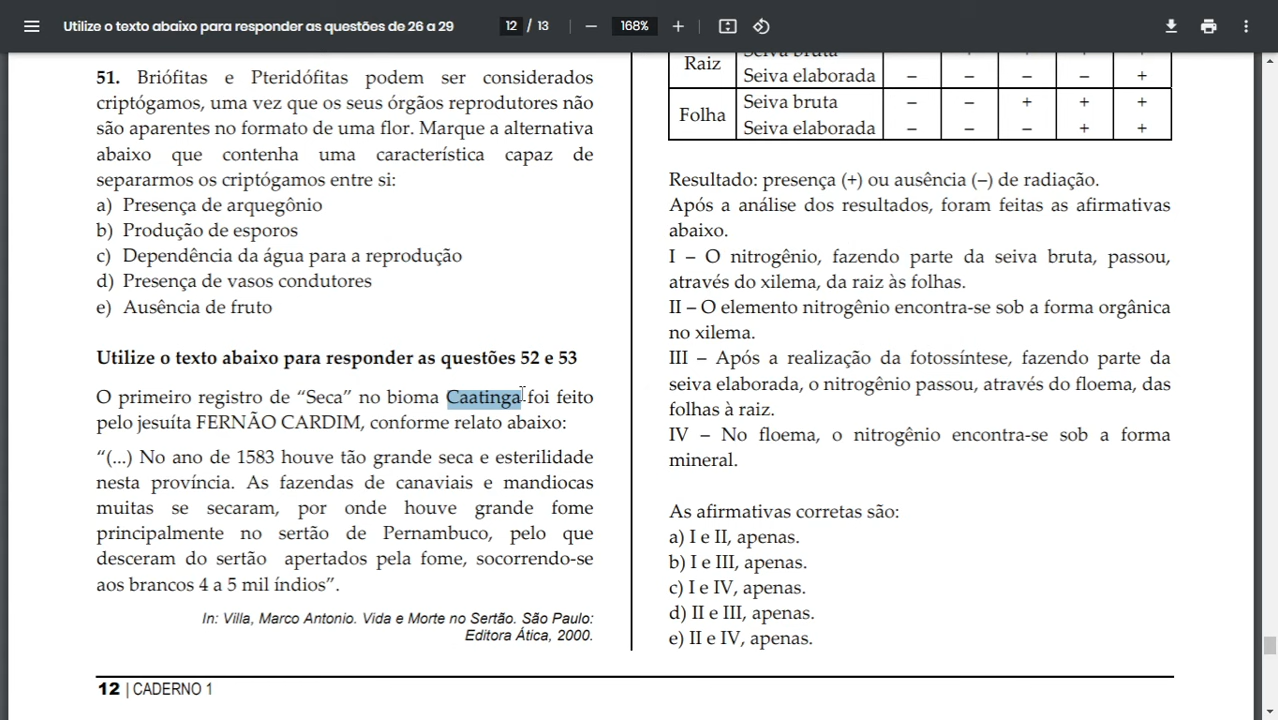 Utilize o texto abaixo para responder as questões de 26 a 29
12 / 13
168%
51. Briófitas e Pteridófitas podem ser considerados
criptógamos, uma vez que os seus órgãos reprodutores não
são aparentes no formato de uma flor. Marque a alternativa
abaixo que contenha uma característica capaz de
separarmos os criptógamos entre si:
a) Presença de arquegônio
b) Produção de esporos
c) Dependência da água para a reprodução
d) Presença de vasos condutores
e) Ausência de fruto
Utilize o texto abaixo para responder as questões 52 e 53
O primeiro registro de “Seca” no bioma Caatinga foi feito
pelo jesuíta FERNÃO CARDIM, conforme relato abaixo:
“(...) No ano de 1583 houve tão grande seca e esterilidade
nesta província. As fazendas de canaviais e mandiocas
muitas se secaram, por onde houve grande fome
principalmente no sertão de Pernambuco, pelo que
desceram do sertão apertados pela fome, socorrendo-se
aos brancos 4 a 5 mil índios”.
In: Villa, Marco Antonio. Vida e Morte no Sertão. São Paulo:
Editora Ática, 2000.
Raiz
Seiva bruta
Seiva elaborada – – – – +
Folha
Seiva bruta – – + + +
Seiva elaborada – – – + +
Resultado: presença (+) ou ausência (–) de radiação.
Após a análise dos resultados, foram feitas as afirmativas
abaixo.
I – O nitrogênio, fazendo parte da seiva bruta, passou,
através do xilema, da raiz às folhas.
II – O elemento nitrogênio encontra-se sob a forma orgânica
no xilema.
III – Após a realização da fotossíntese, fazendo parte da
seiva elaborada, o nitrogênio passou, através do floema, das
folhas à raiz.
IV – No floema, o nitrogênio encontra-se sob a forma
mineral.
As afirmativas corretas são:
a) I e II, apenas.
b) I e III, apenas.
c) I e IV, apenas.
d) II e III, apenas.
e) II e IV, apenas.
12 | CADERNO 1